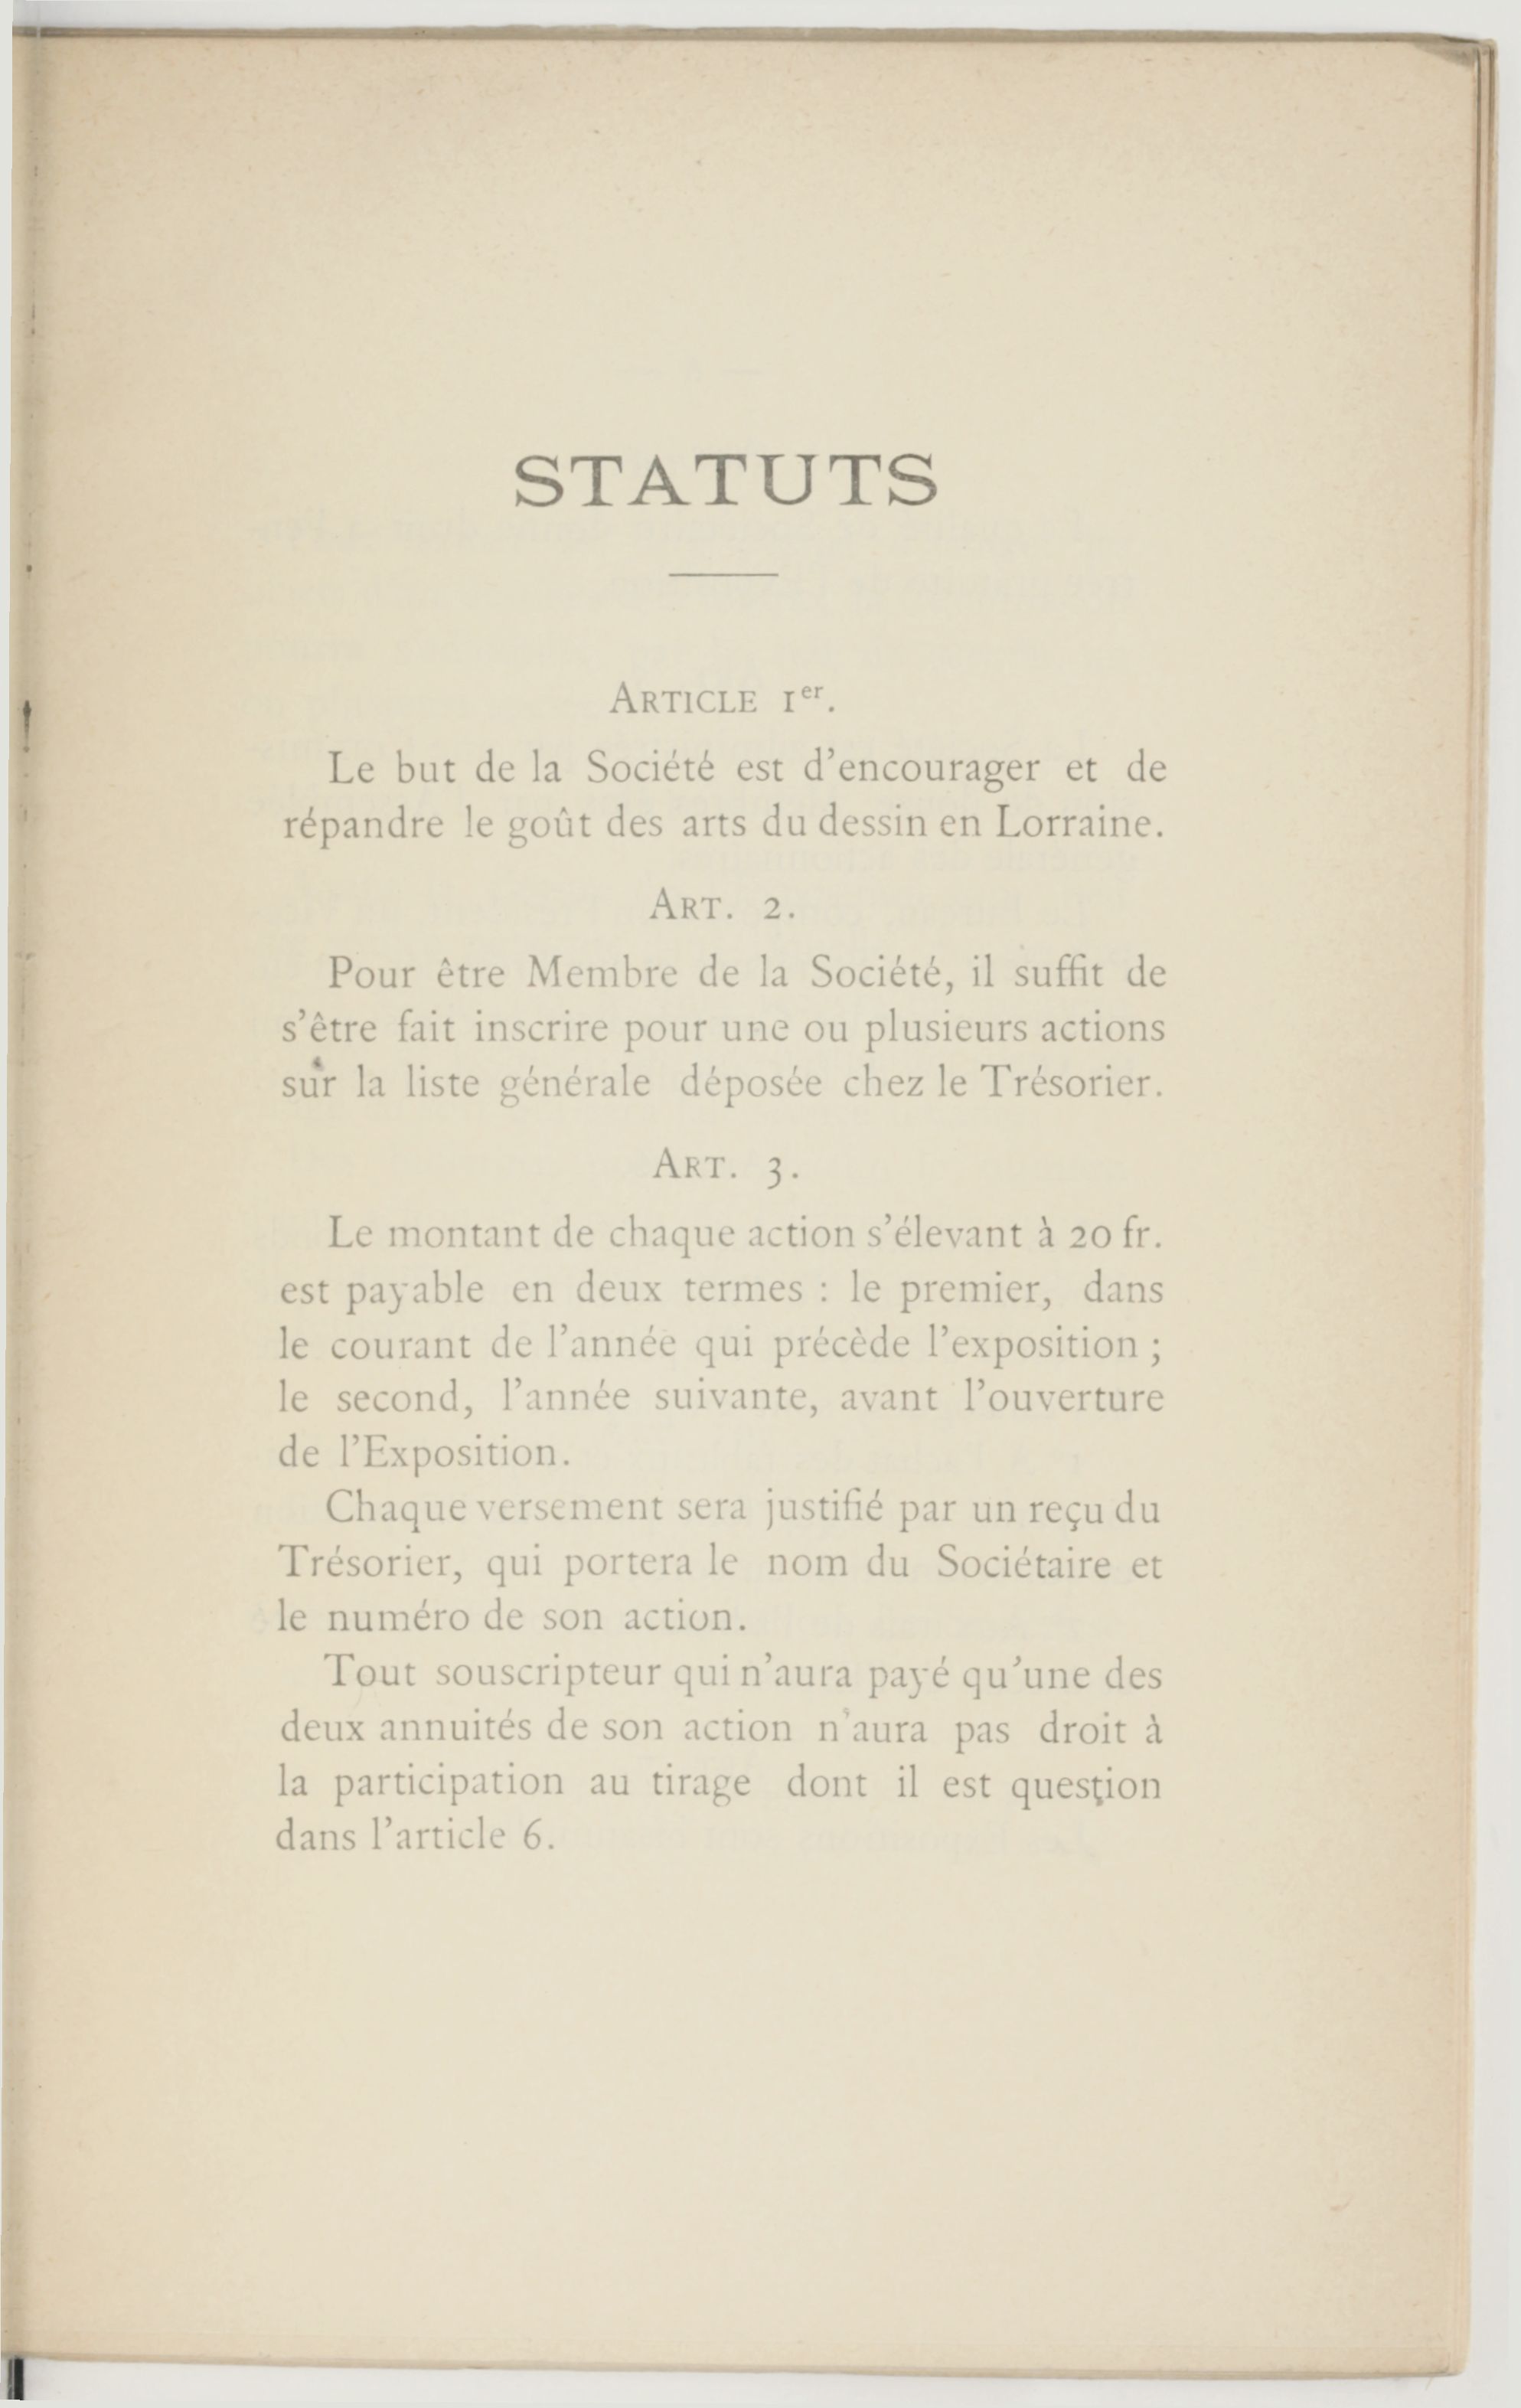 STATUTS
ARTICLE 1er.
Le but de la Société est d’encourager et de
répandre le goût des arts du dessin en Lorraine.
ART. 2.
Pour être Membre de la Société, il suffit de
s’être fait inscrire pour une ou plusieurs actions
sur la liste générale déposée chez le Trésorier.
ART. 3.
Le montant de chaque action s’élevant à 20 fr.
est payable en deux termes : le premier, dans
le courant de l’année qui précède l’exposition ;
le second, l’année suivante, avant l’ouverture
de l’Exposition.
Chaque versement sera justifié par un reçu du
Trésorier, qui portera le nom du Sociétaire et
le numéro de son action.
Tout souscripteur qui n’aura payé qu’une des
deux annuités de son action n’aura pas droit à
la participation au tirage dont il est question
dans l’article 6.